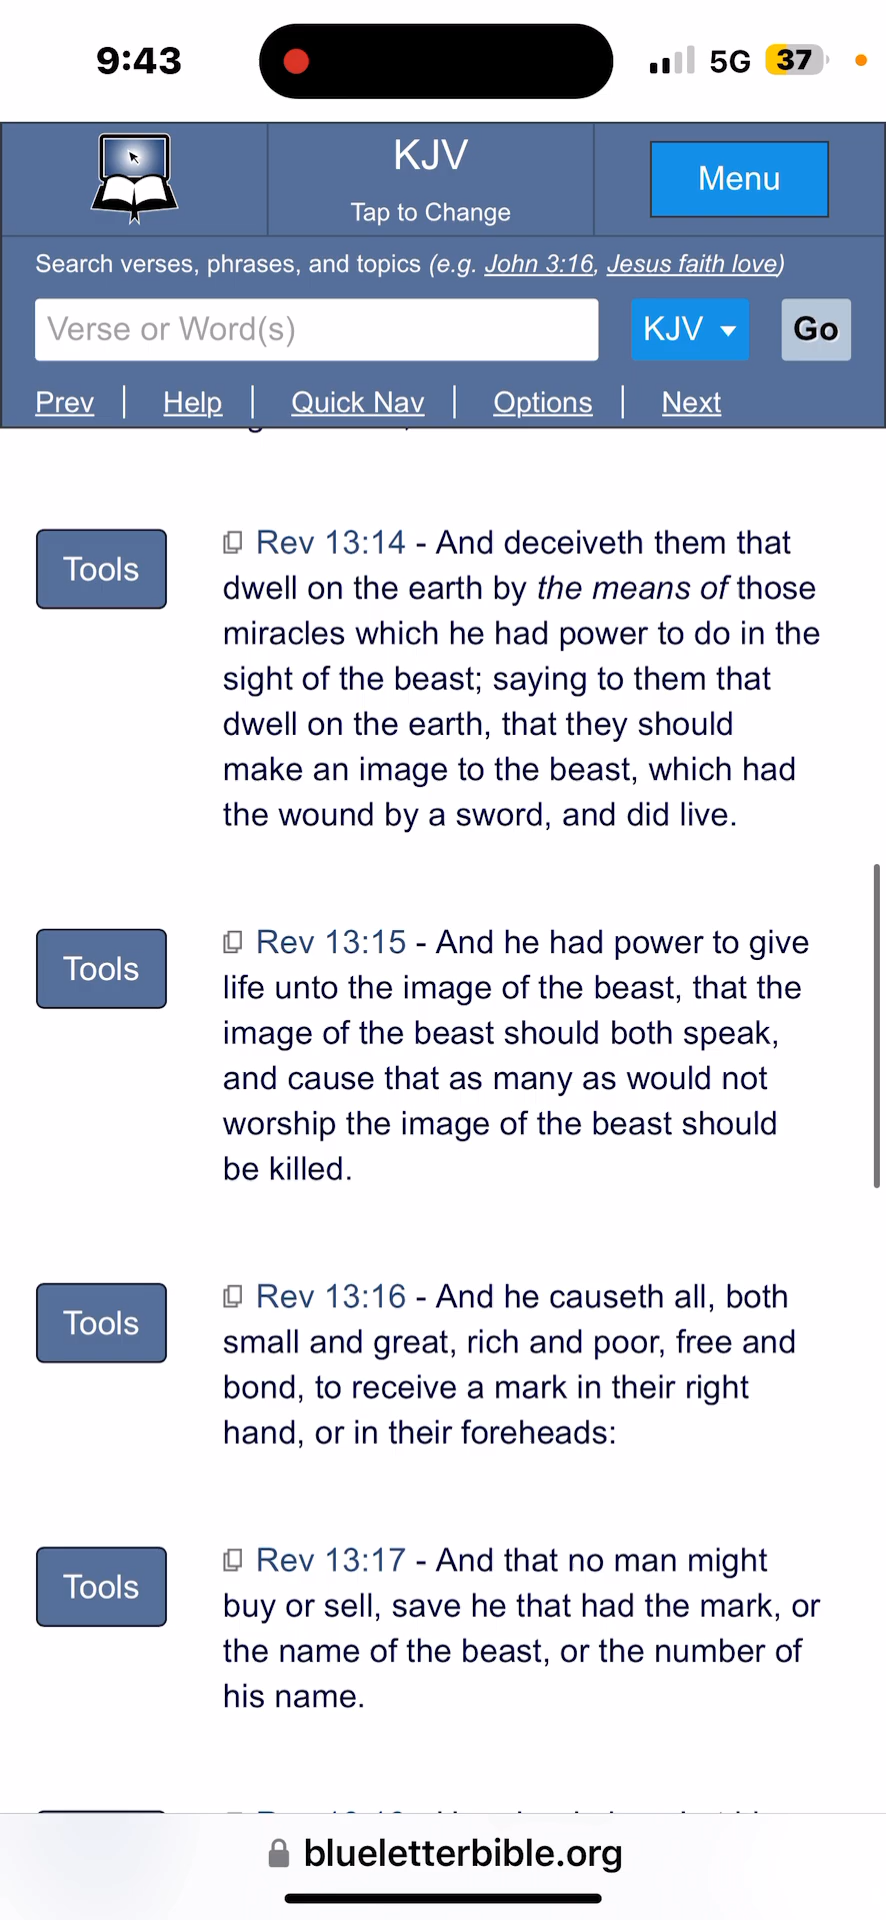 9:43
5G
37
KJV
Tap to Change
Menu
Search verses, phrases, and topics (e.g. John 3:16, Jesus faith love)
Verse or Word(s)
KJV
Go
Prev | Help | Quick Nav | Options | Next
Tools
Rev 13:14 - And deceiveth them that
dwell on the earth by the means of those
miracles which he had power to do in the
sight of the beast; saying to them that
dwell on the earth, that they should
make an image to the beast, which had
the wound by a sword, and did live.
Tools
Rev 13:15 - And he had power to give
life unto the image of the beast, that the
image of the beast should both speak,
and cause that as many as would not
worship the image of the beast should
be killed.
Tools
Rev 13:16 - And he causeth all, both
small and great, rich and poor, free and
bond, to receive a mark in their right
hand, or in their foreheads:
Tools
Rev 13:17 - And that no man might
buy or sell, save he that had the mark, or
the name of the beast, or the number of
his name.
blueletterbible.org